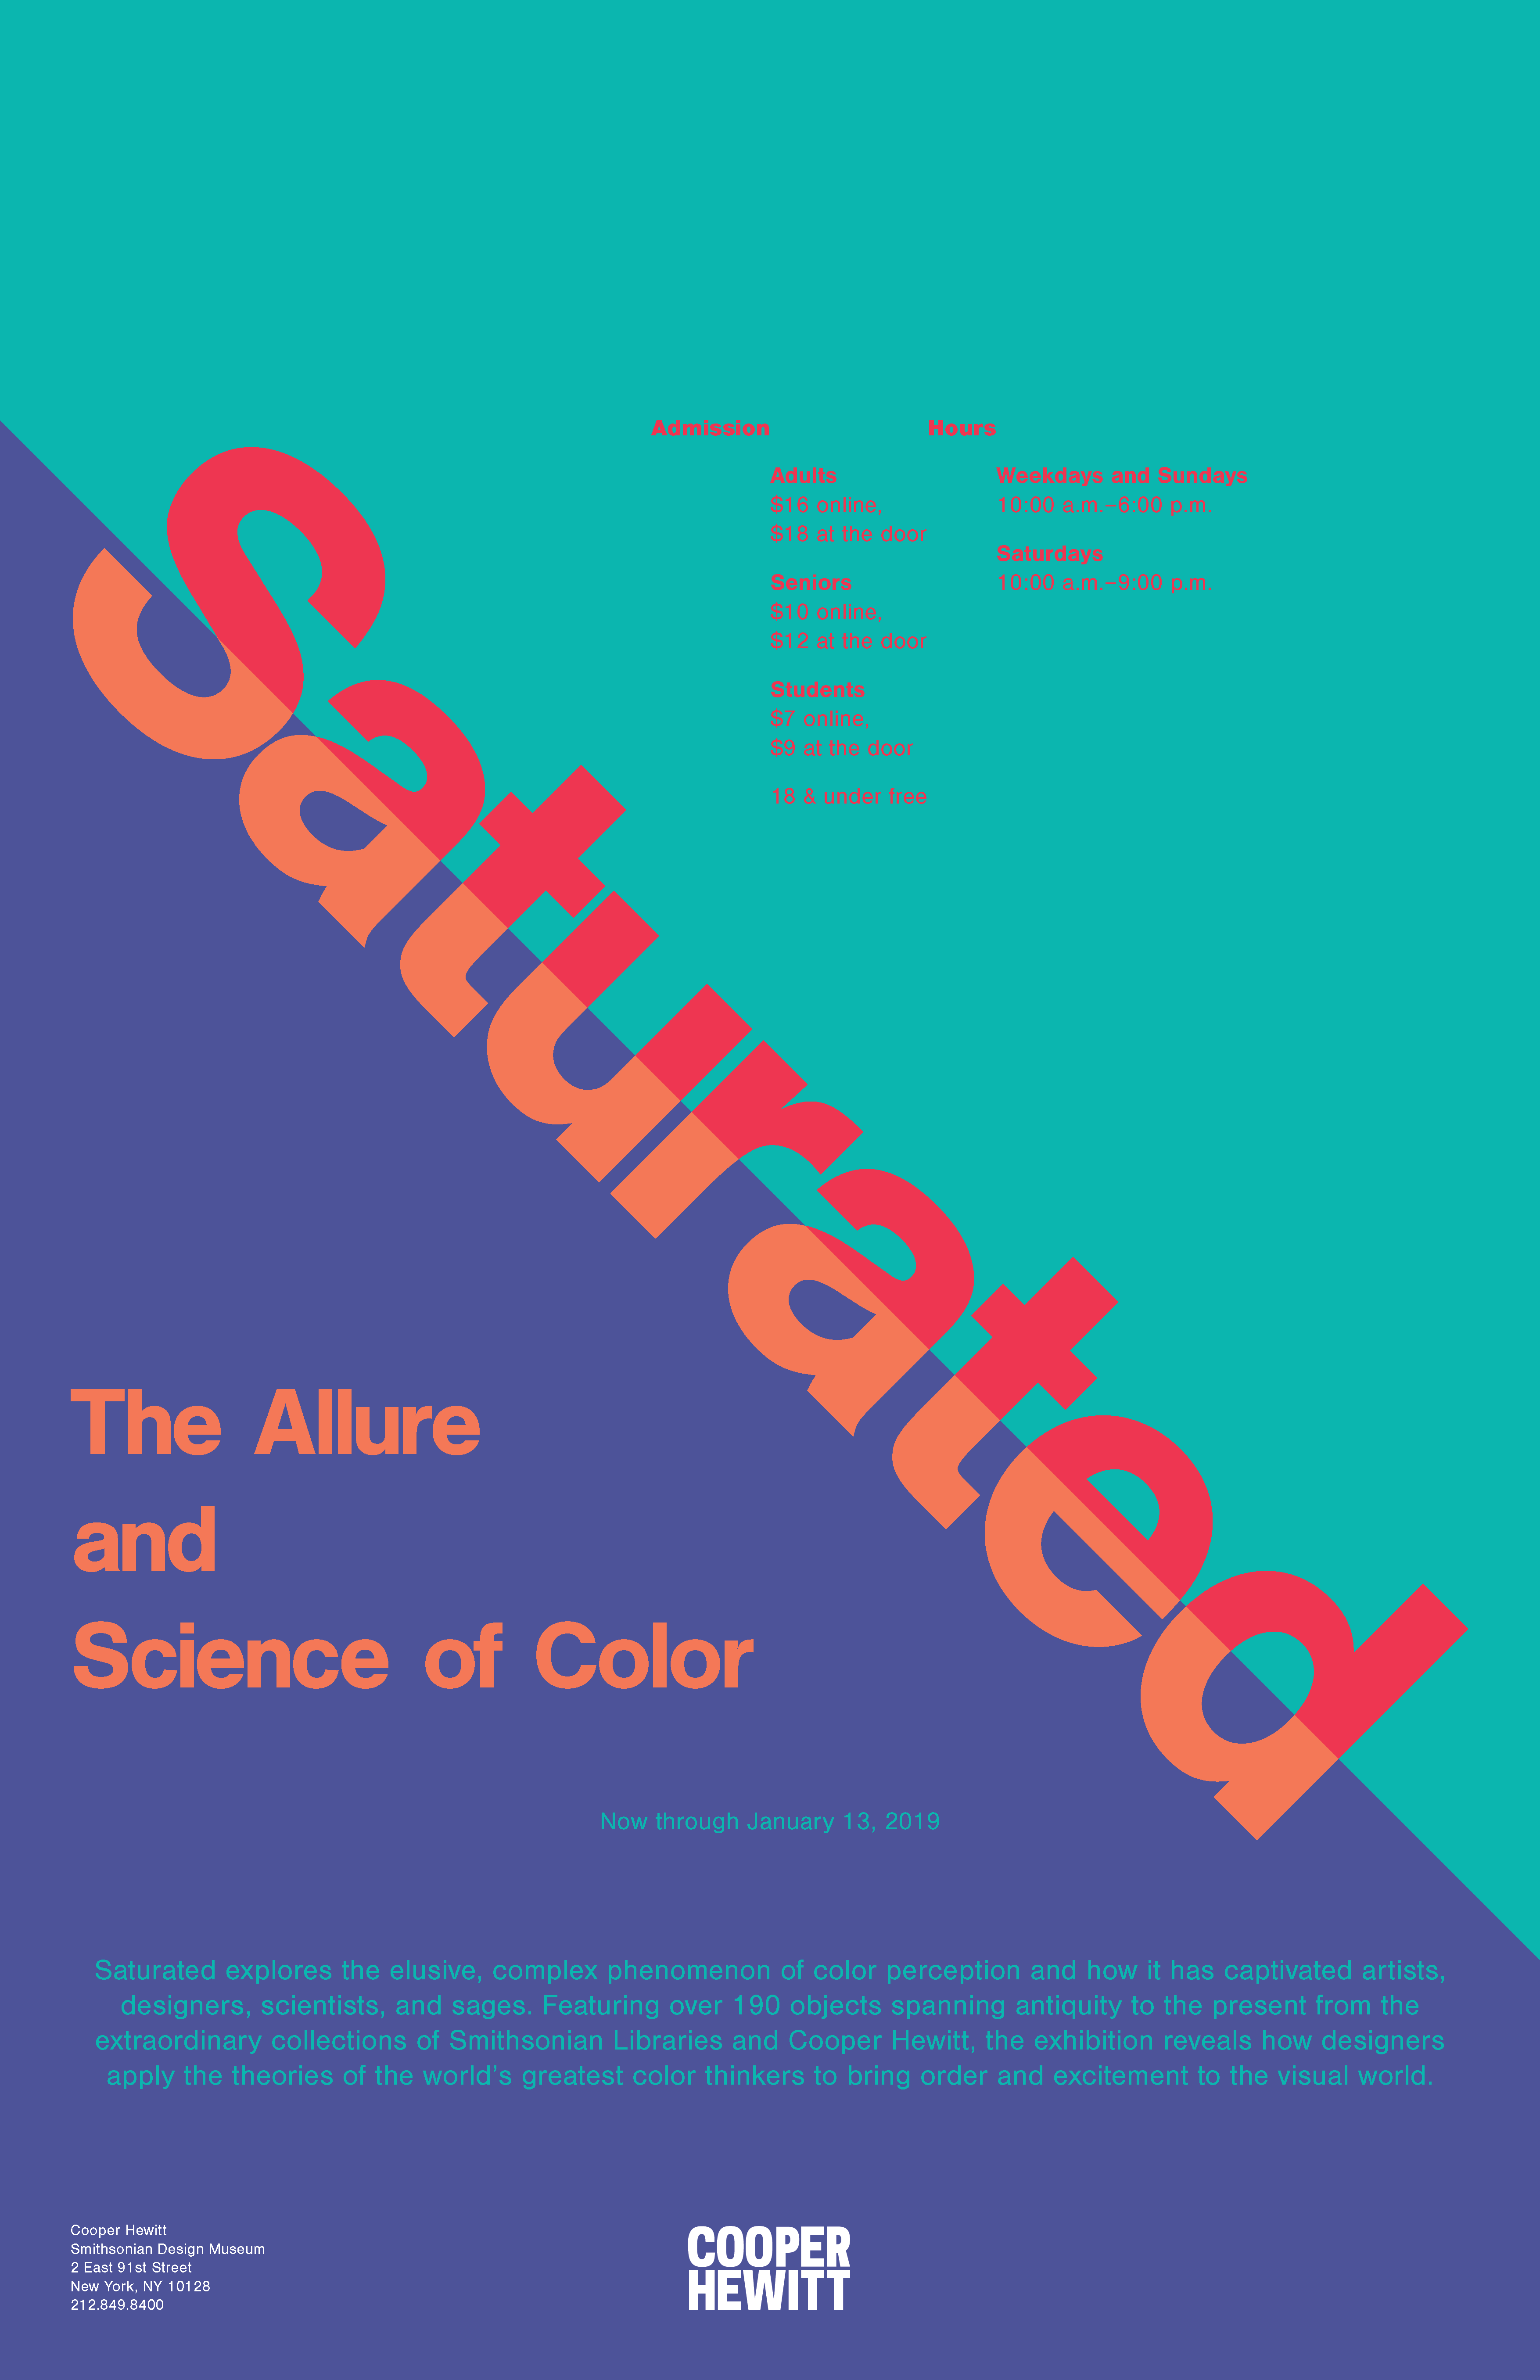 Saturated
Admission
Adults
$16 online,
$18 at the door
Seniors
$10 online,
$12 at the door
Students
$7 online,
$9 at the door
18 & under free
Hours
Weekdays and Sundays
10:00 a.m.–6:00 p.m.
Saturdays
10:00 a.m.–9:00 p.m.
The Allure
and
Science of Color
Now through January 13, 2019
Saturated explores the elusive, complex phenomenon of color perception and how it has captivated artists,
designers, scientists, and sages. Featuring over 190 objects spanning antiquity to the present from the
extraordinary collections of Smithsonian Libraries and Cooper Hewitt, the exhibition reveals how designers
apply the theories of the world’s greatest color thinkers to bring order and excitement to the visual world.
Cooper Hewitt
Smithsonian Design Museum
2 East 91st Street
New York, NY 10128
212.849.8400
COOPER
HEWITT